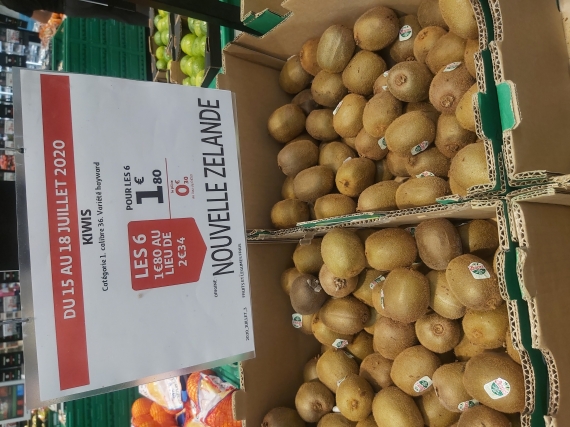 DU 15 AU 18 JUILLET 2020
KIWIS
Catégorie 1. calibre 36. Variété hayward
LES 6
1€80 AU
LIEU DE
2€34
POUR LES 6
1€.80
0€.30
NOUVELLE ZELANDE